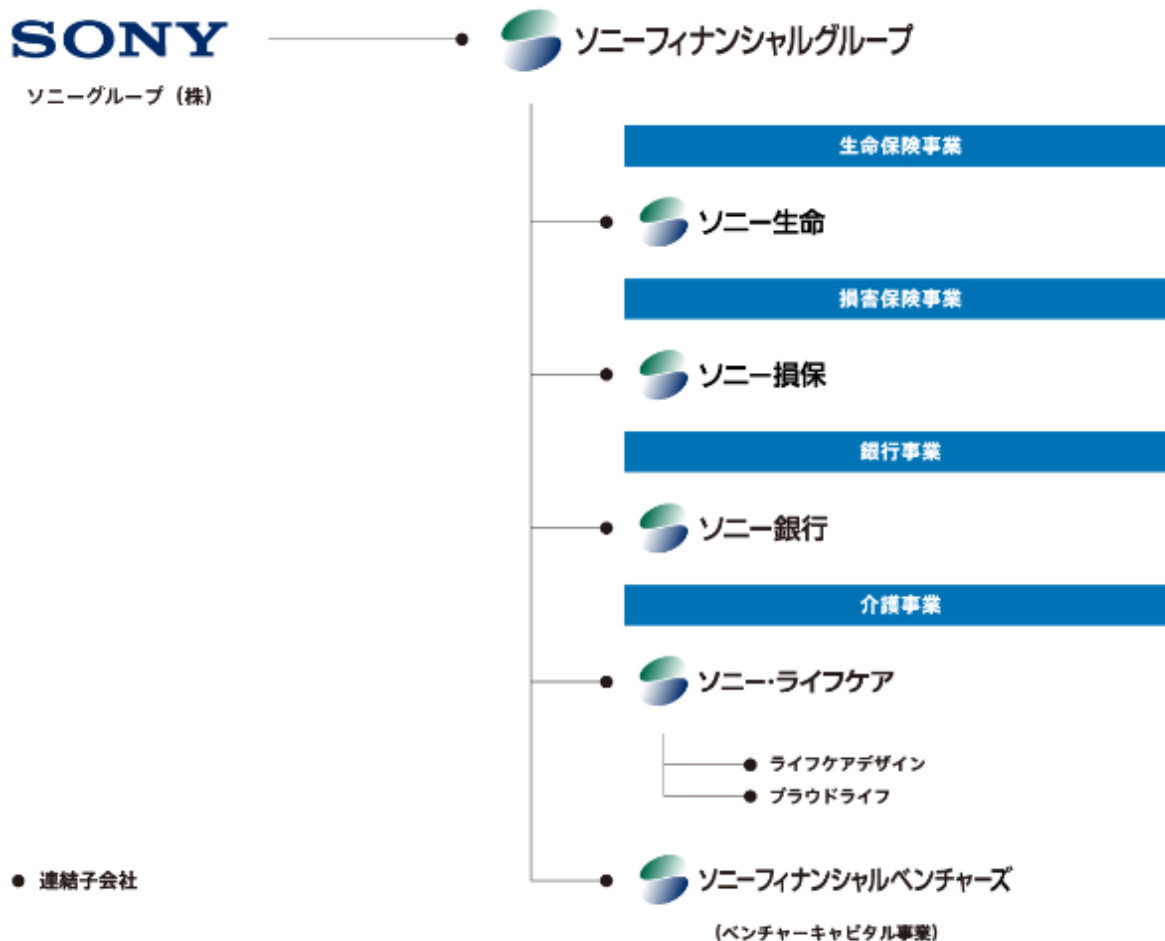 SONY
ソニーグループ（株）
ソニーフィナンシャルグループ
生命保険事業
ソニー生命
損害保険事業
ソニー損保
銀行事業
ソニー銀行
介護事業
ソニー・ライフケア
ライフケアデザイン
プラウドライフ
ソニーフィナンシャルベンチャーズ
（ベンチャーキャピタル事業）
● 連結子会社